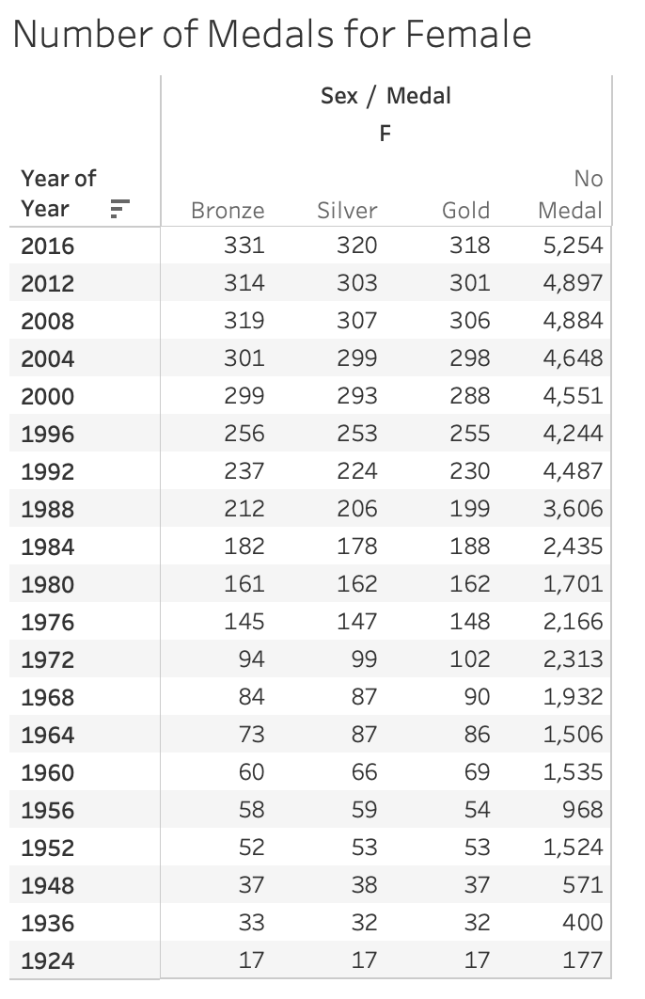 Number of Medals for Female
Sex / Medal
F
Year of
Year
Bronze Silver Gold No Medal
2016 331 320 318 5,254
2012 314 303 301 4,897
2008 319 307 306 4,884
2004 301 299 298 4,648
2000 299 293 288 4,551
1996 256 253 255 4,244
1992 237 224 230 4,487
1988 212 206 199 3,606
1984 182 178 188 2,435
1980 161 162 162 1,701
1976 145 147 148 2,166
1972 94 99 102 2,313
1968 84 87 90 1,932
1964 73 87 86 1,506
1960 60 66 69 1,535
1956 58 59 54 968
1952 52 53 53 1,524
1948 37 38 37 571
1936 33 32 32 400
1924 17 17 17 177